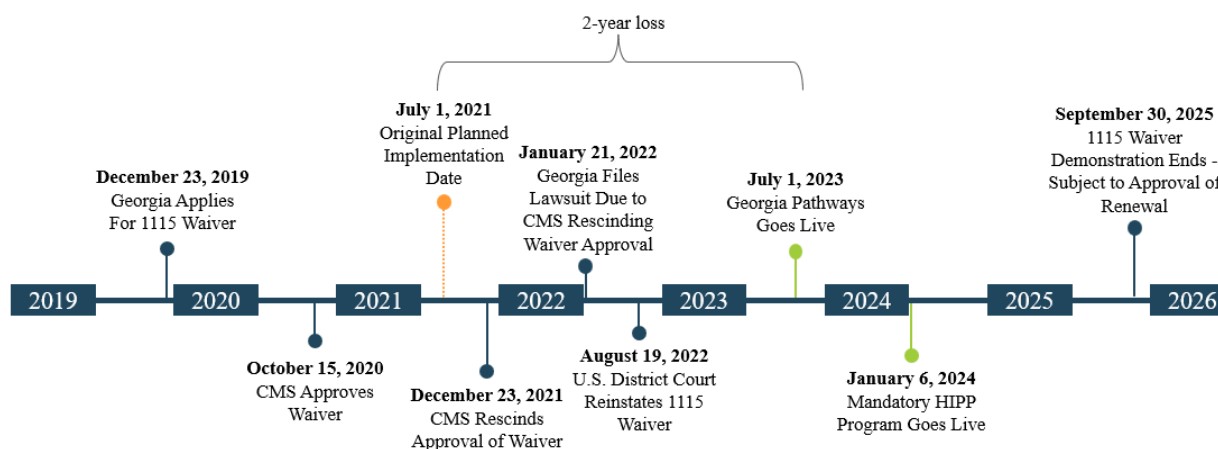 2-year loss
July 1, 2021
Original Planned
Implementation
Date
September 30, 2025
1115 Waiver
Demonstration Ends -
Subject to Approval of
Renewal
January 21, 2022
Georgia Files
Lawsuit Due to
CMS Rescinding
Waiver Approval
December 23, 2019
Georgia Applies
For 1115 Waiver
July 1, 2023
Georgia Pathways
Goes Live
2019
2020
2021
2022
2023
2024
2025
2026
October 15, 2020
CMS Approves
Waiver
December 23, 2021
CMS Rescinds
Approval of Waiver
August 19, 2022
U.S. District Court
Reinstates 1115
Waiver
January 6, 2024
Mandatory HIPP
Program Goes Live